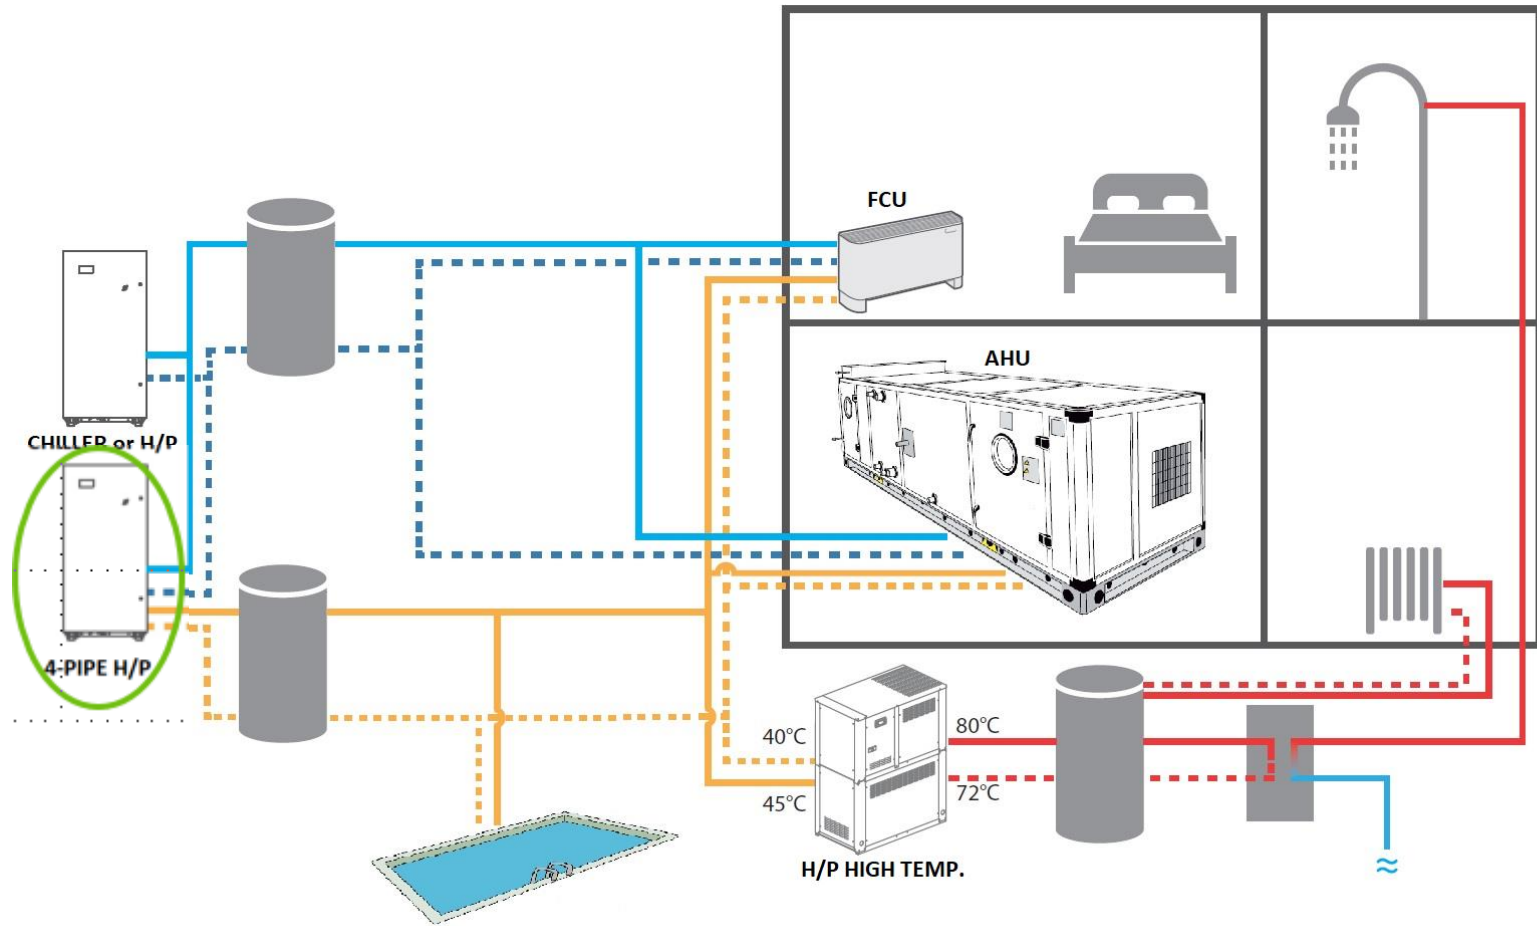 FCU
AHU
CHILLER or H/P
4-PIPE H/P
40°C
80°C
45°C
72°C
H/P HIGH TEMP.
≈